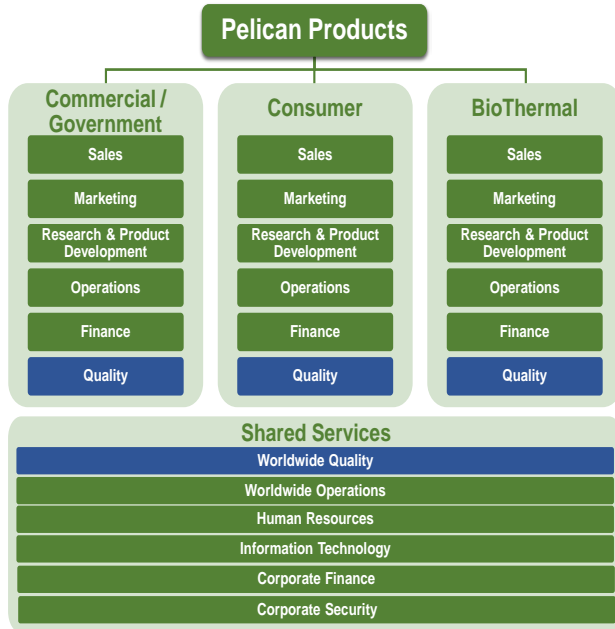 Pelican Products
Commercial /
Government
Sales
Marketing
Research & Product
Development
Operations
Finance
Quality
Consumer
Sales
Marketing
Research & Product
Development
Operations
Finance
Quality
BioThermal
Sales
Marketing
Research & Product
Development
Operations
Finance
Quality
Shared Services
Worldwide Quality
Worldwide Operations
Human Resources
Information Technology
Corporate Finance
Corporate Security